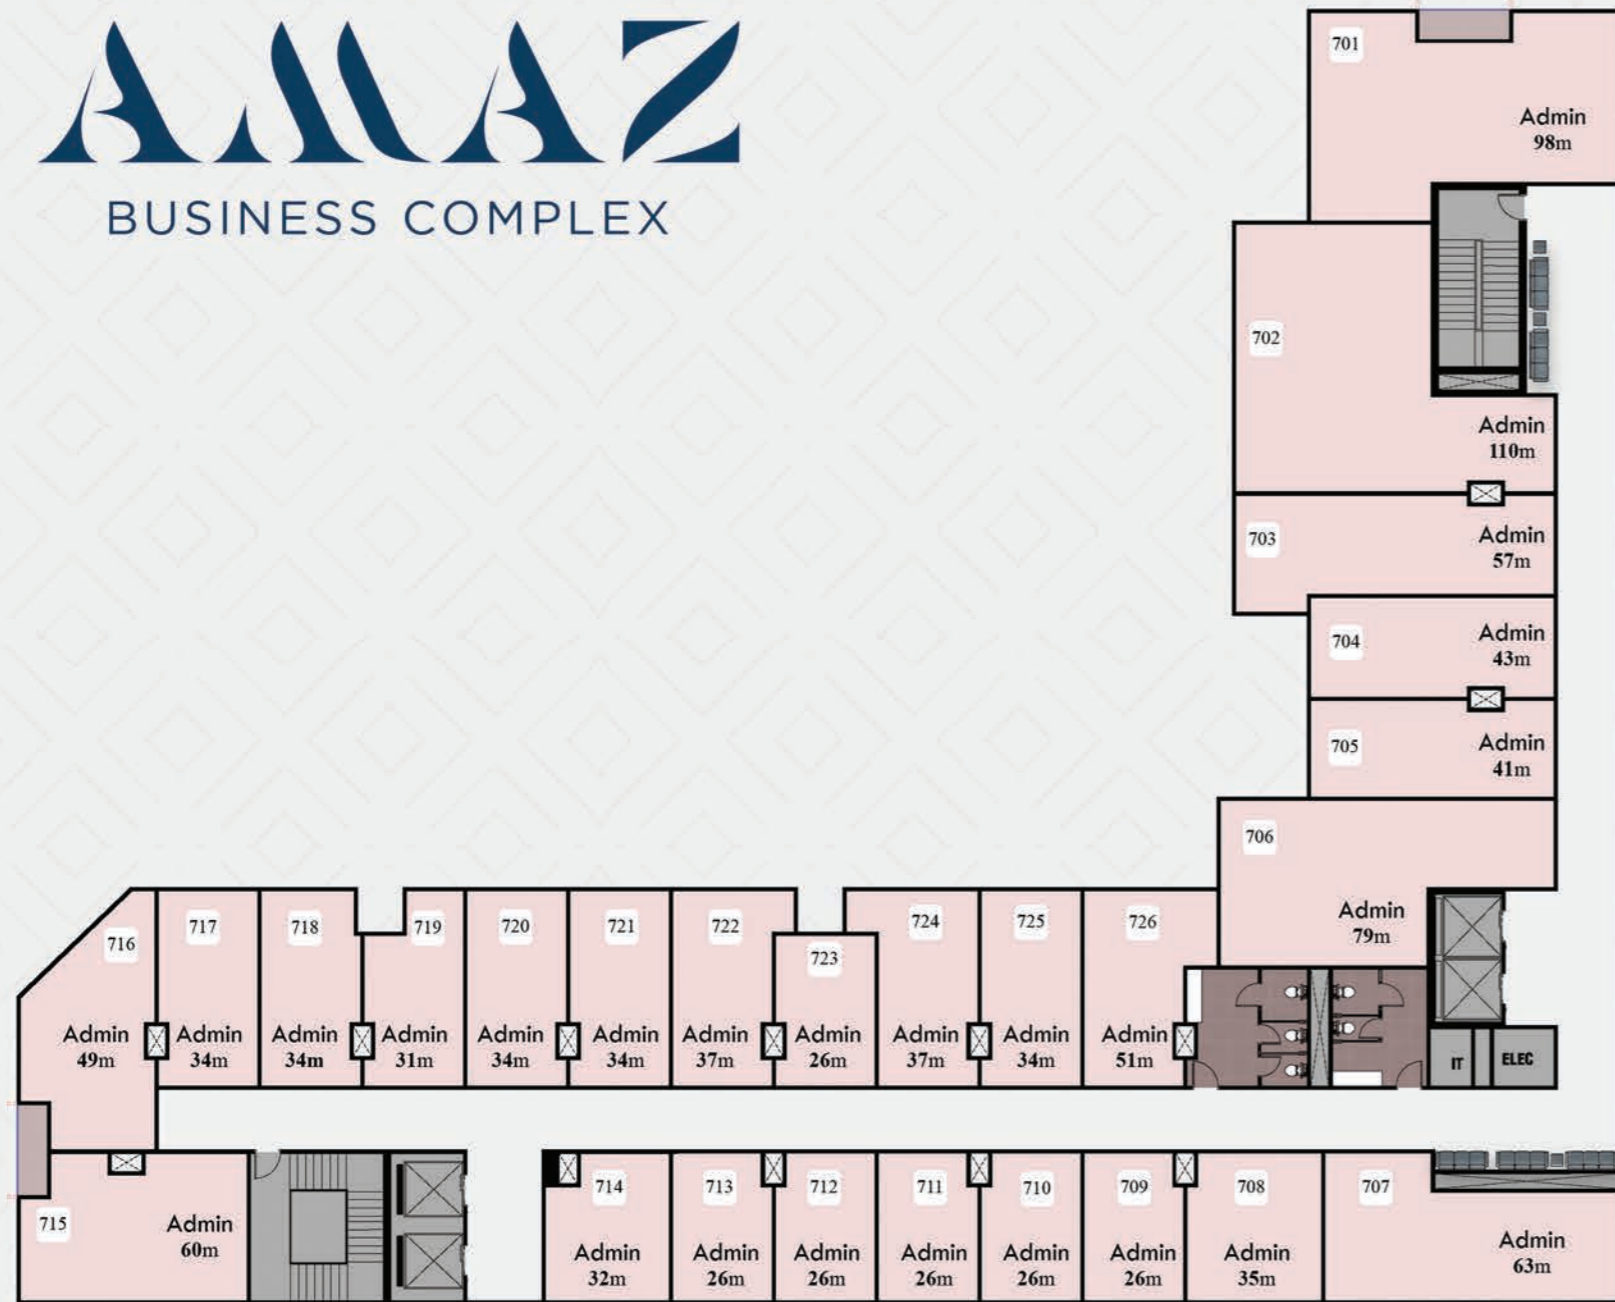 AMAZ
BUSINESS COMPLEX
701
Admin
98m
702
Admin
110m
703
Admin
57m
704
Admin
43m
705
Admin
41m
706
Admin
79m
716
Admin
49m
717
Admin
34m
718
Admin
34m
719
Admin
31m
720
Admin
34m
721
Admin
34m
722
Admin
37m
723
Admin
26m
724
Admin
37m
725
Admin
34m
726
Admin
51m
IT
ELEC
715
Admin
60m
714
Admin
32m
713
Admin
26m
712
Admin
26m
711
Admin
26m
710
Admin
26m
709
Admin
26m
708
Admin
35m
707
Admin
63m